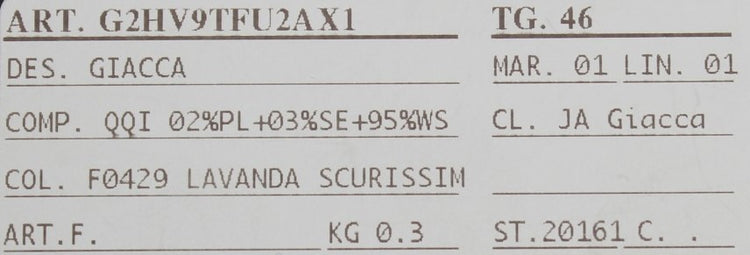 ART. G2HV9TFU2AX1 TG. 46
DES. GIACCA MAR. 01 LIN. 01
COMP. QQI 02%PL+03%SE+95%WS CL. JA Giacca
COL. F0429 LAVANDA SCURISSIM
ART.F. KG 0.3 ST.20161 C. .